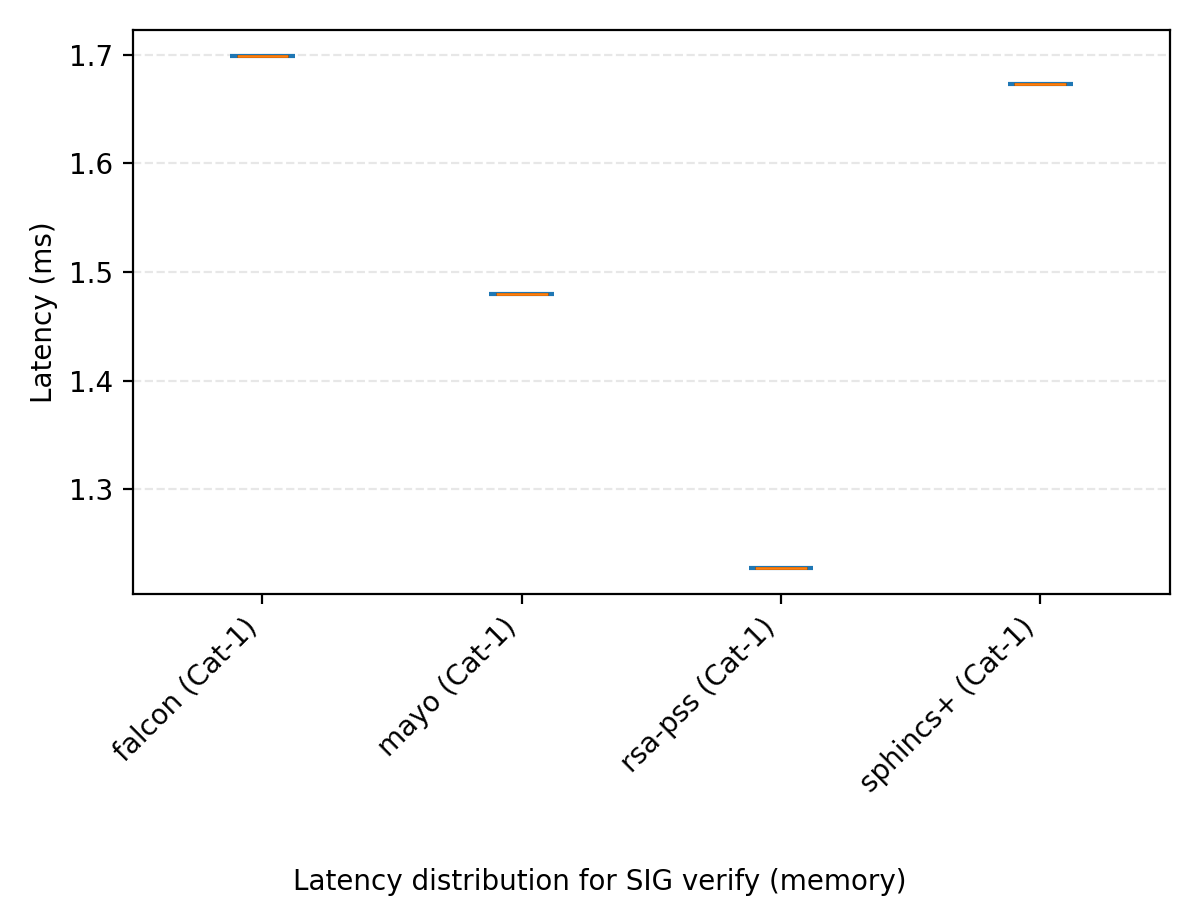 1.7
1.6
1.5
1.4
1.3
Latency (ms)
falcon (Cat-1)
mayo (Cat-1)
rsa-pss (Cat-1)
sphincs+ (Cat-1)
Latency distribution for SIG verify (memory)